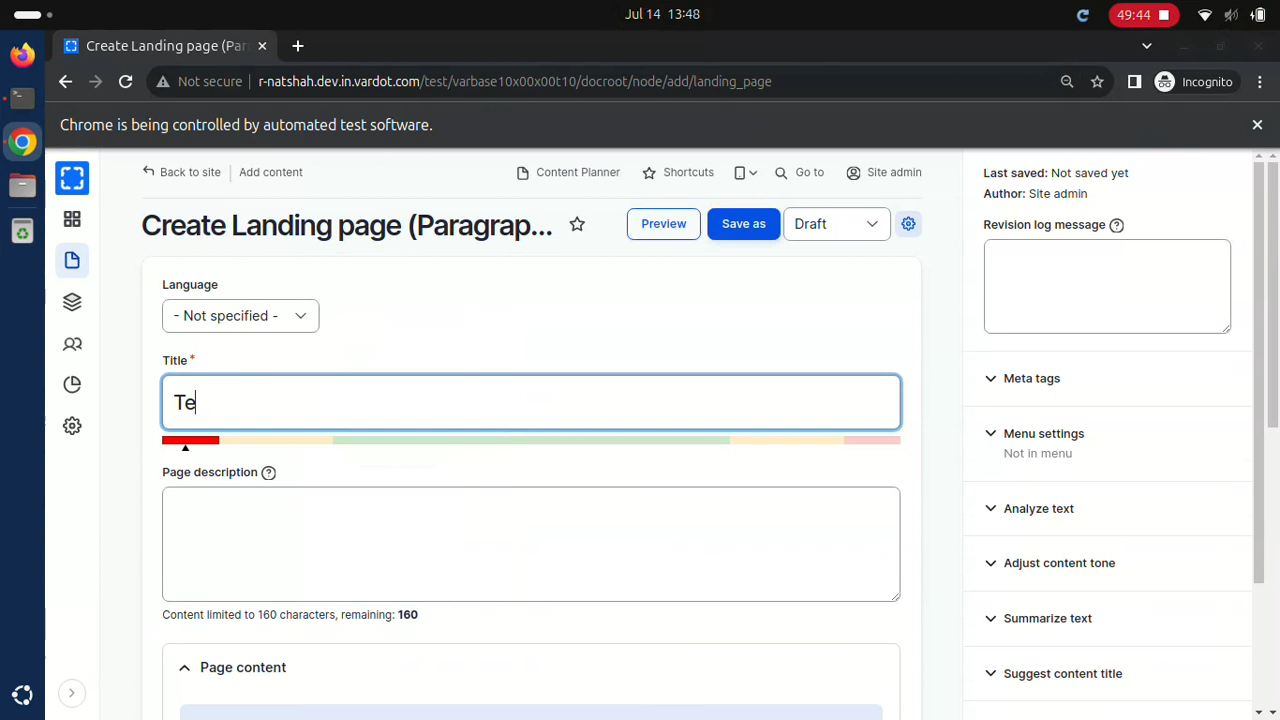 Jul 14 13:48
49:44
Create Landing page (Par
Not secure r-natshah.dev.in.vardot.com/test/varbase10x00x00t10/docroot/node/add/landing_page
Incognito
Chrome is being controlled by automated test software.
Back to site Add content Content Planner Shortcuts Go to Site admin
Create Landing page (Paragrap... Preview Save as Draft
Language
- Not specified -
Title *
Te
Page description
Content limited to 160 characters, remaining: 160
Page content
Last saved: Not saved yet
Author: Site admin
Revision log message
Meta tags
Menu settings
Not in menu
Analyze text
Adjust content tone
Summarize text
Suggest content title